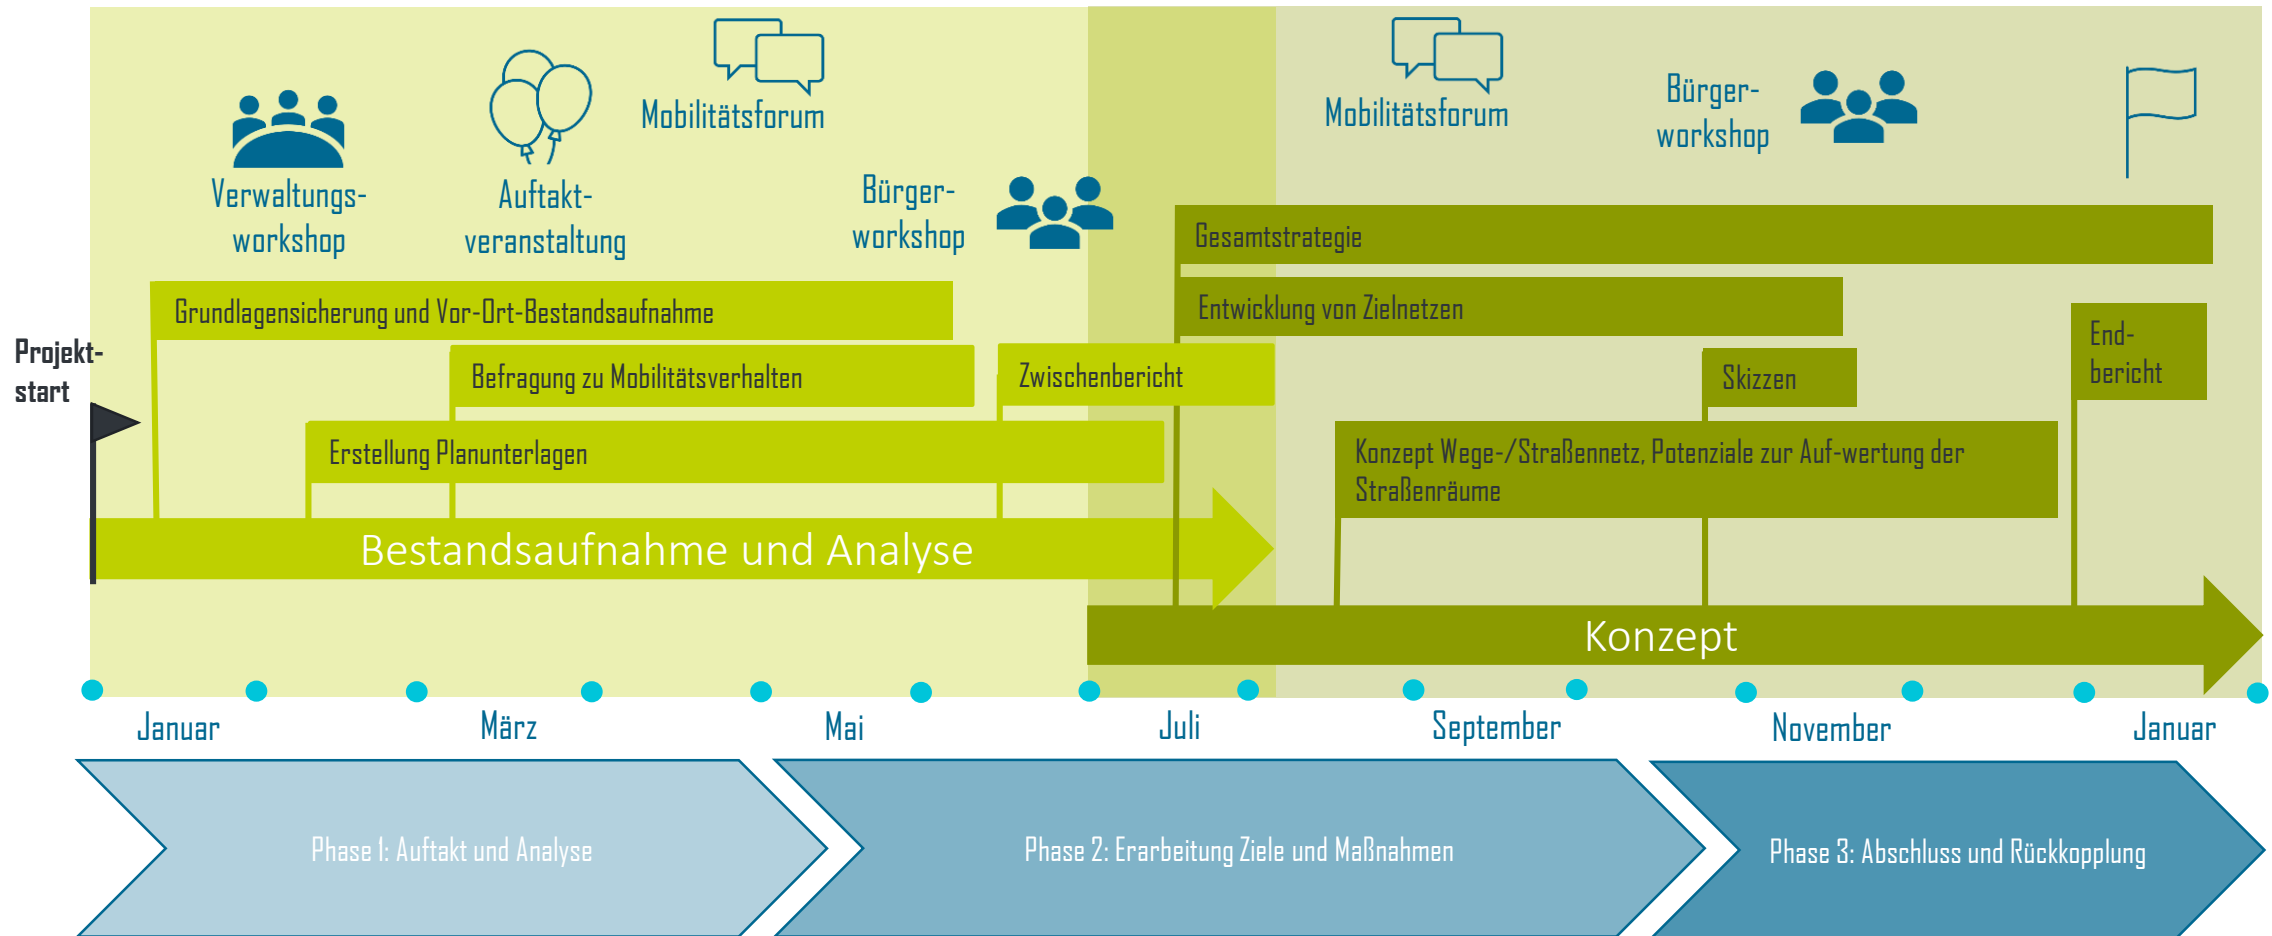 Mobilitätsforum
Verwaltungs-
workshop
Auftakt-
veranstaltung
Bürger-
workshop
Mobilitätsforum
Bürger-
workshop
Projekt-
start
Grundlagensicherung und Vor-Ort-Bestandsaufnahme
Befragung zu Mobilitätsverhalten
Zwischenbericht
Erstellung Planunterlagen
Bestandsaufnahme und Analyse
Gesamtstrategie
Entwicklung von Zielnetzen
Skizzen
End-
bericht
Konzept Wege-/Straßennetz, Potenziale zur Auf-wertung der
Straßenräume
Konzept
Januar
März
Mai
Juli
September
November
Januar
Phase 1: Auftakt und Analyse
Phase 2: Erarbeitung Ziele und Maßnahmen
Phase 3: Abschluss und Rückkopplung